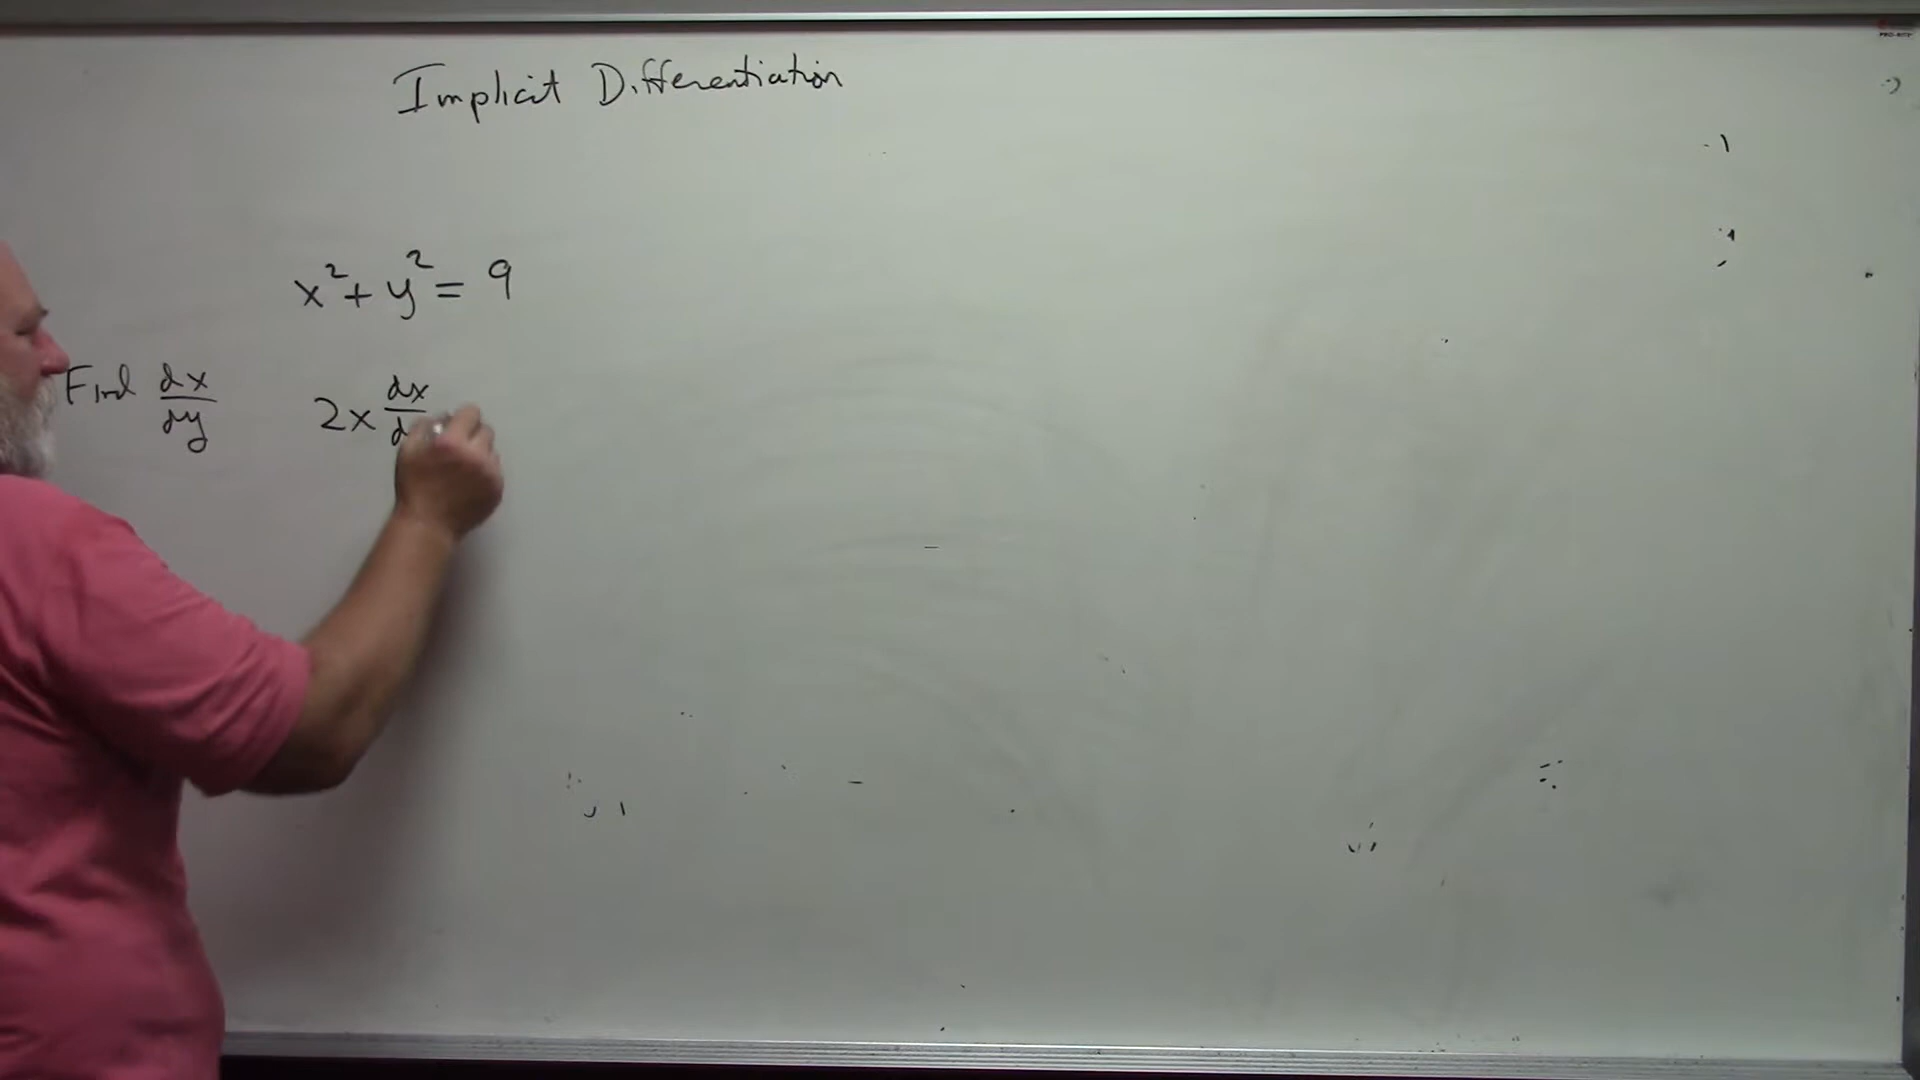 Implicit Differentiation
x² + y² = 9
Find dx/dy
2x dx/d